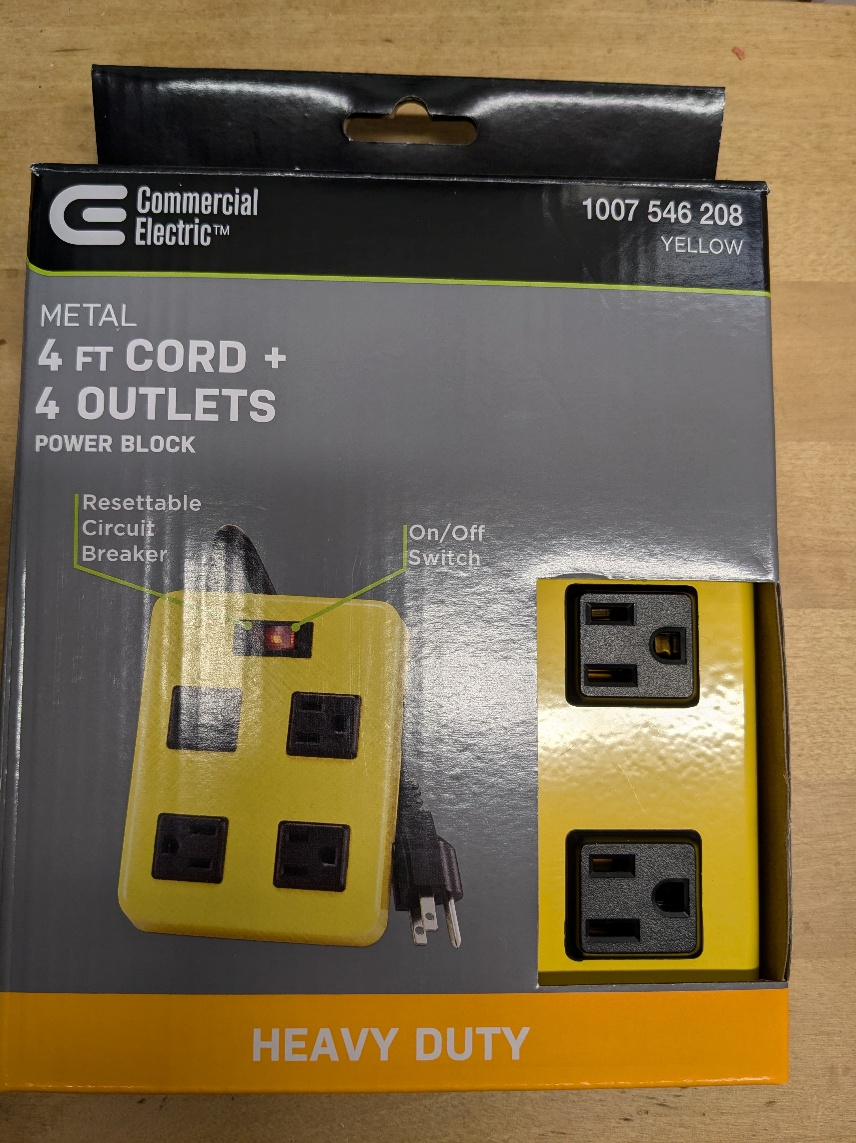 Commercial
Electric™
1007 546 208
YELLOW
METAL
4 FT CORD +
4 OUTLETS
POWER BLOCK
Resettable
Circuit
Breaker
On/Off
Switch
HEAVY DUTY